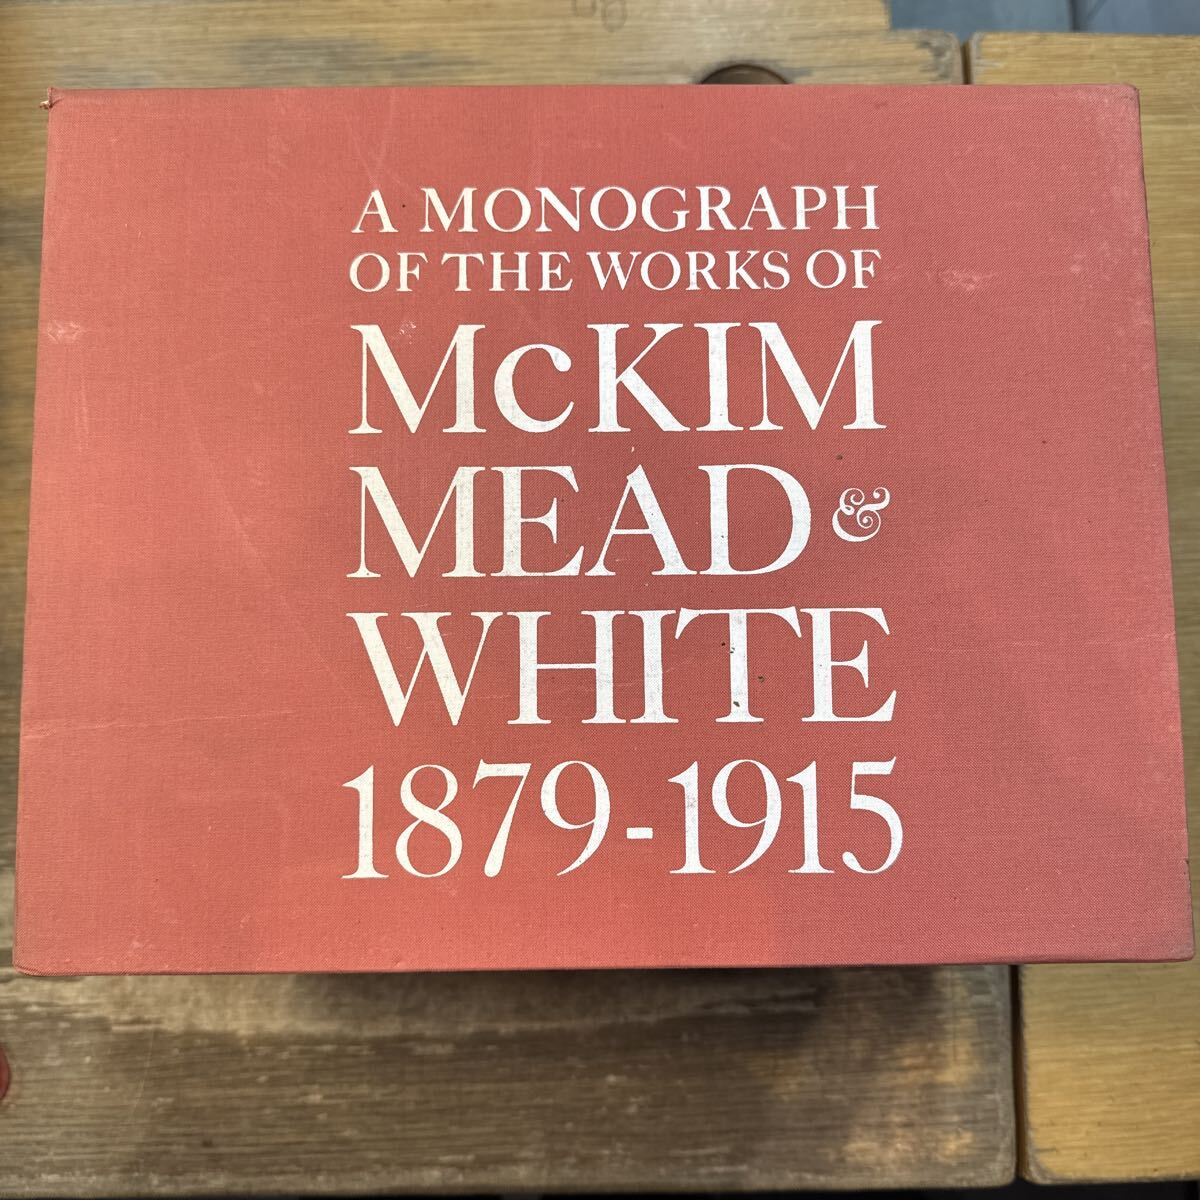 A MONOGRAPH
OF THE WORKS OF
McKIM
MEAD &
WHITE
1879-1915